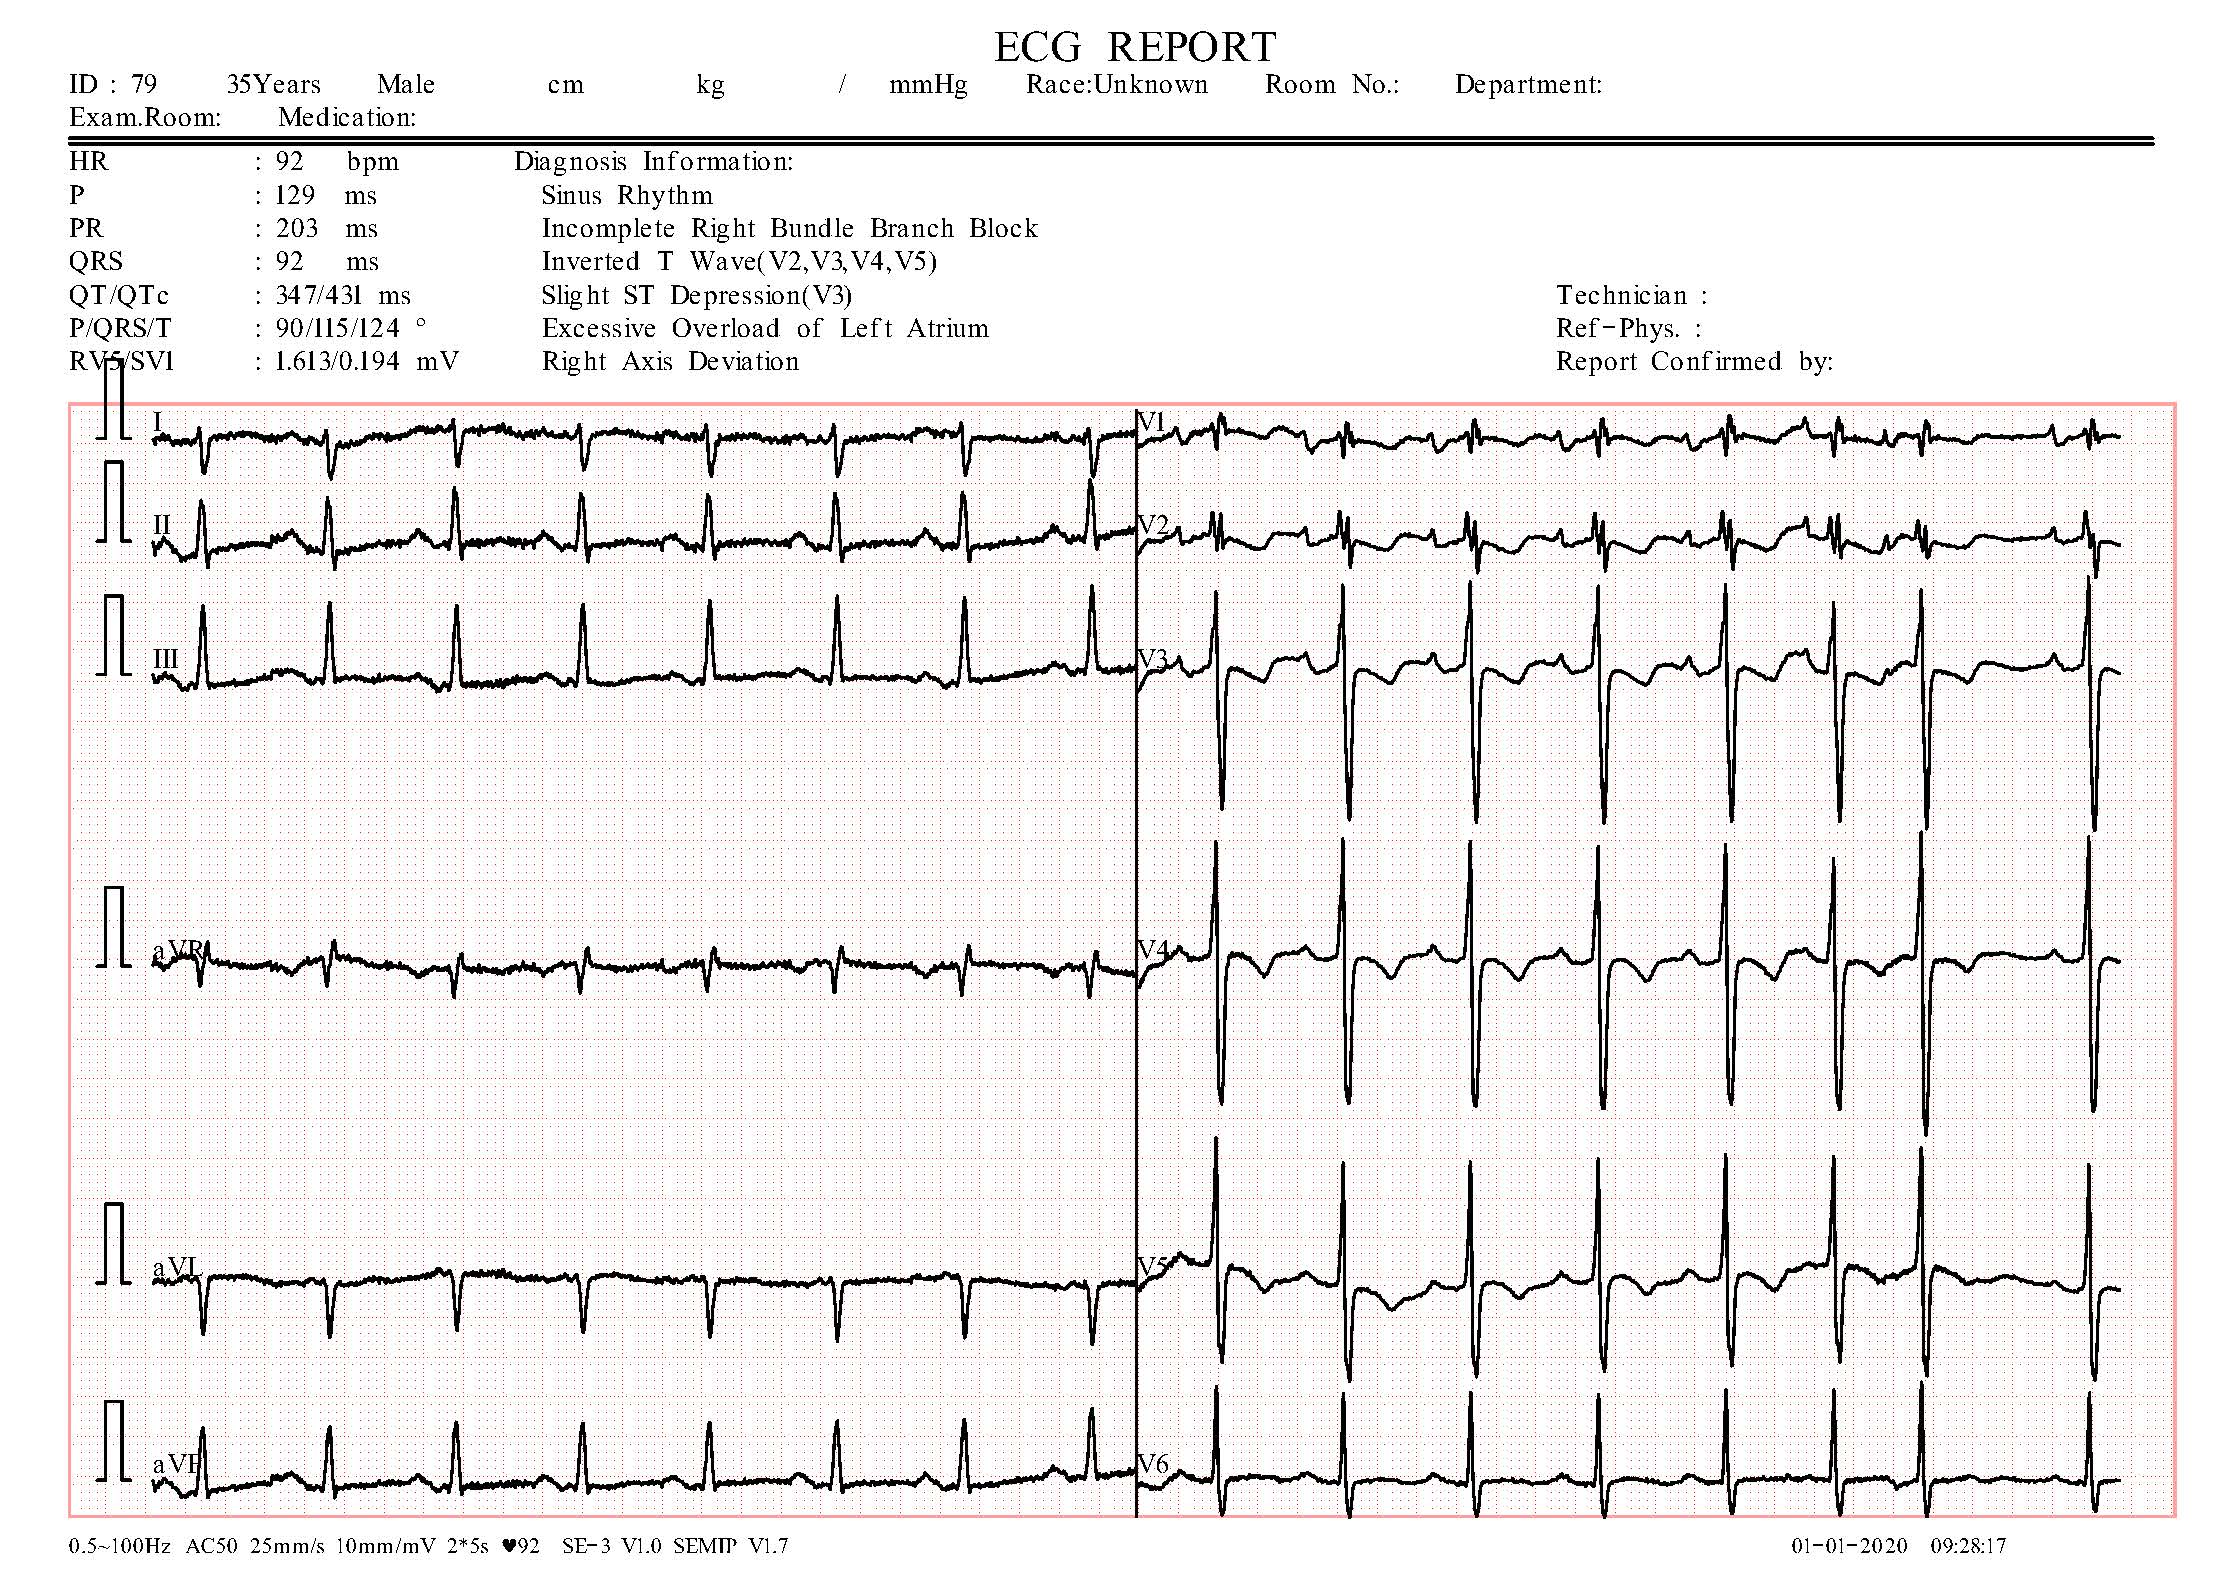 ECG REPORT
ID : 79 35Years Male cm kg / mmHg Race:Unknown Room No.: Department:
Exam.Room: Medication:
HR : 92 bpm Diagnosis Information:
P : 129 ms Sinus Rhythm
PR : 203 ms Incomplete Right Bundle Branch Block
QRS : 92 ms Inverted T Wave(V2,V3,V4,V5)
QT/QTc : 347/431 ms Slight ST Depression(V3) Technician :
P/QRS/T : 90/115/124 ° Excessive Overload of Left Atrium Ref-Phys. :
RV5/SV1 : 1.613/0.194 mV Right Axis Deviation Report Confirmed by:
I V1
II V2
III V3
aVR V4
aVL V5
aVF V6
0.5~100Hz AC50 25mm/s 10mm/mV 2*5s ♥92 SE-3 V1.0 SEMIP V1.7 01-01-2020 09:28:17